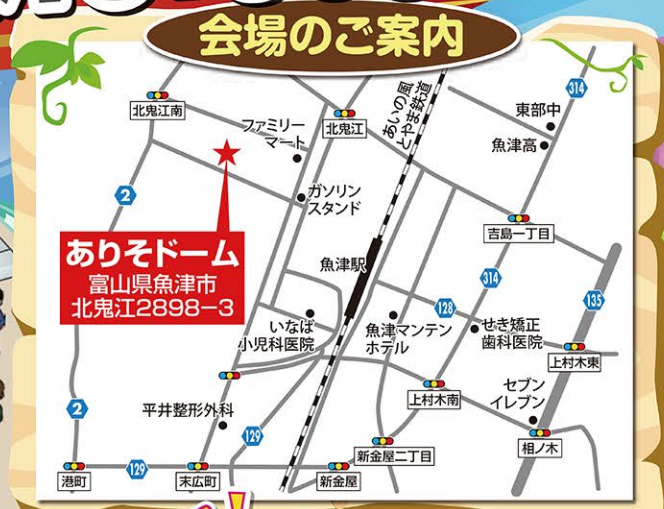 会場のご案内
314
北鬼江南
ファミリー
マート
北鬼江
あいの風
とやま鉄道
東部中
魚津高
2
ガソリン
スタンド
吉島一丁目
ありそドーム
富山県魚津市
北鬼江2898-3
魚津駅
314
135
128
いなば
小児科医院
魚津マンテン
ホテル
せき矯正
歯科医院
上村木東
上村木南
セブン
イレブン
2
平井整形外科
129
新金屋二丁目
相ノ木
129
港町
末広町
新金屋